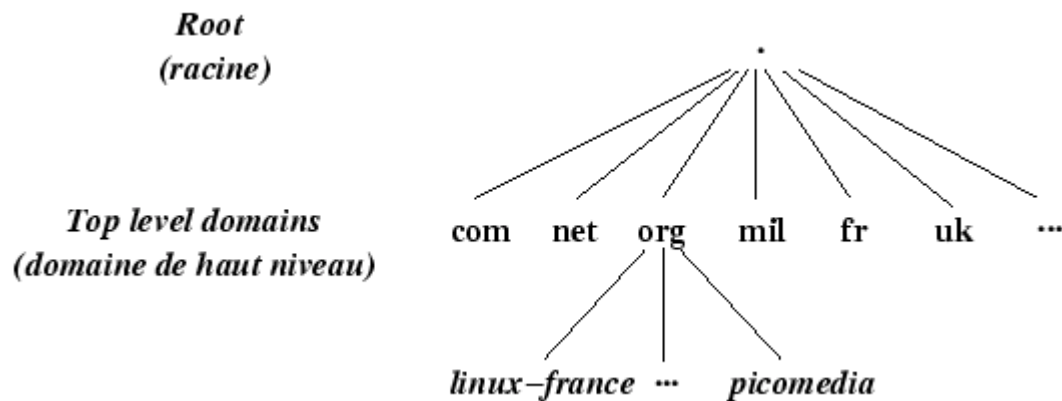 Root
(racine)
.
Top level domains
(domaine de haut niveau)
com net org mil fr uk ...
linux-france ... picomedia